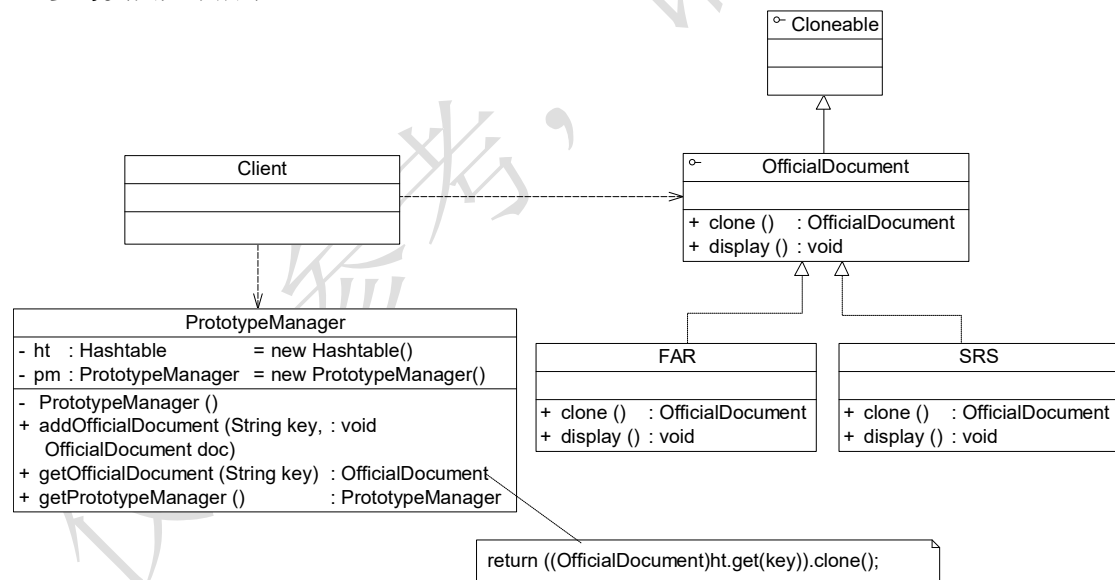 Cloneable
Client
OfficialDocument
+ clone () : OfficialDocument
+ display () : void
PrototypeManager
- ht : Hashtable = new Hashtable()
- pm : PrototypeManager = new PrototypeManager()
- PrototypeManager ()
+ addOfficialDocument (String key, : void
OfficialDocument doc)
+ getOfficialDocument (String key) : OfficialDocument
+ getPrototypeManager () : PrototypeManager
FAR
+ clone () : OfficialDocument
+ display () : void
SRS
+ clone () : OfficialDocument
+ display () : void
return ((OfficialDocument)ht.get(key)).clone();
参考，